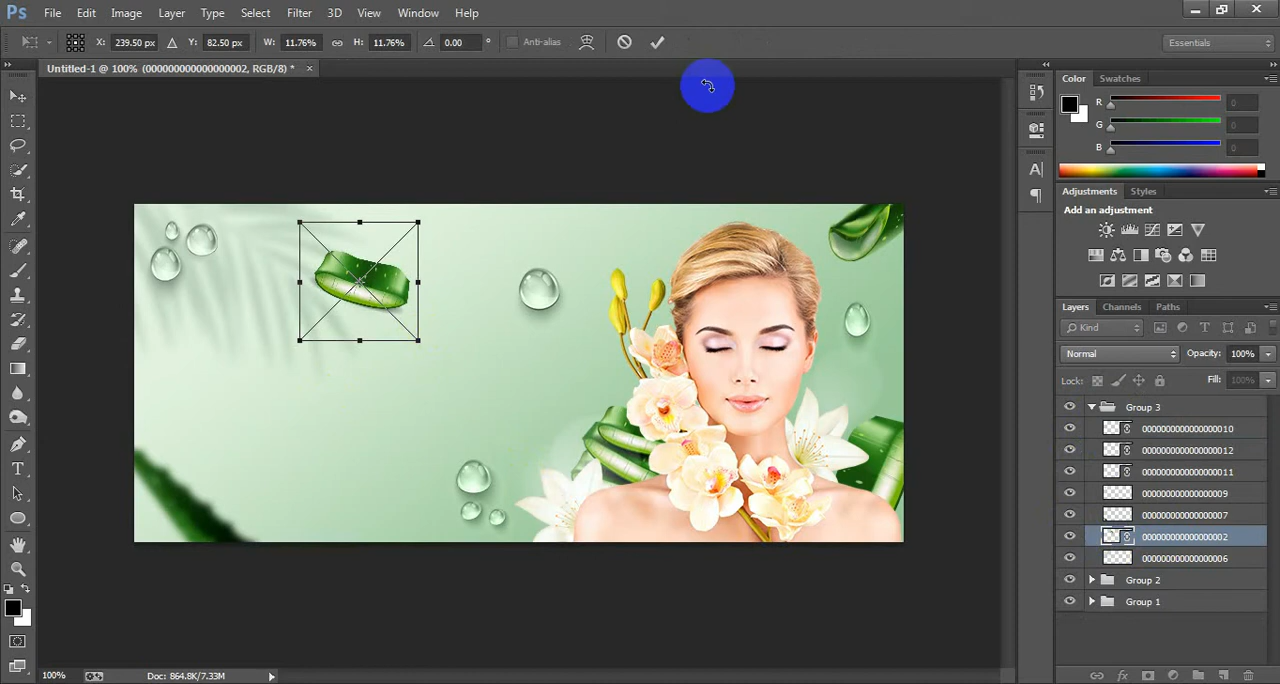 Ps File Edit Image Layer Type Select Filter 3D View Window Help
X: 239.50 px Y: 82.50 px W: 11.76% H: 11.76% 0.00 ° Anti-alias Essentials
Untitled-1 @ 100% (000000000000000002, RGB/8) * ×
Color Swatches
R 0
G 0
B 0
Adjustments Styles
Add an adjustment
Layers Channels Paths
Kind
Normal Opacity: 100%
Lock: Fill: 100%
Group 3
000000000000000010
000000000000000012
000000000000000011
000000000000000009
000000000000000007
000000000000000002
000000000000000006
Group 2
Group 1
100% Doc: 864.8K/7.33M